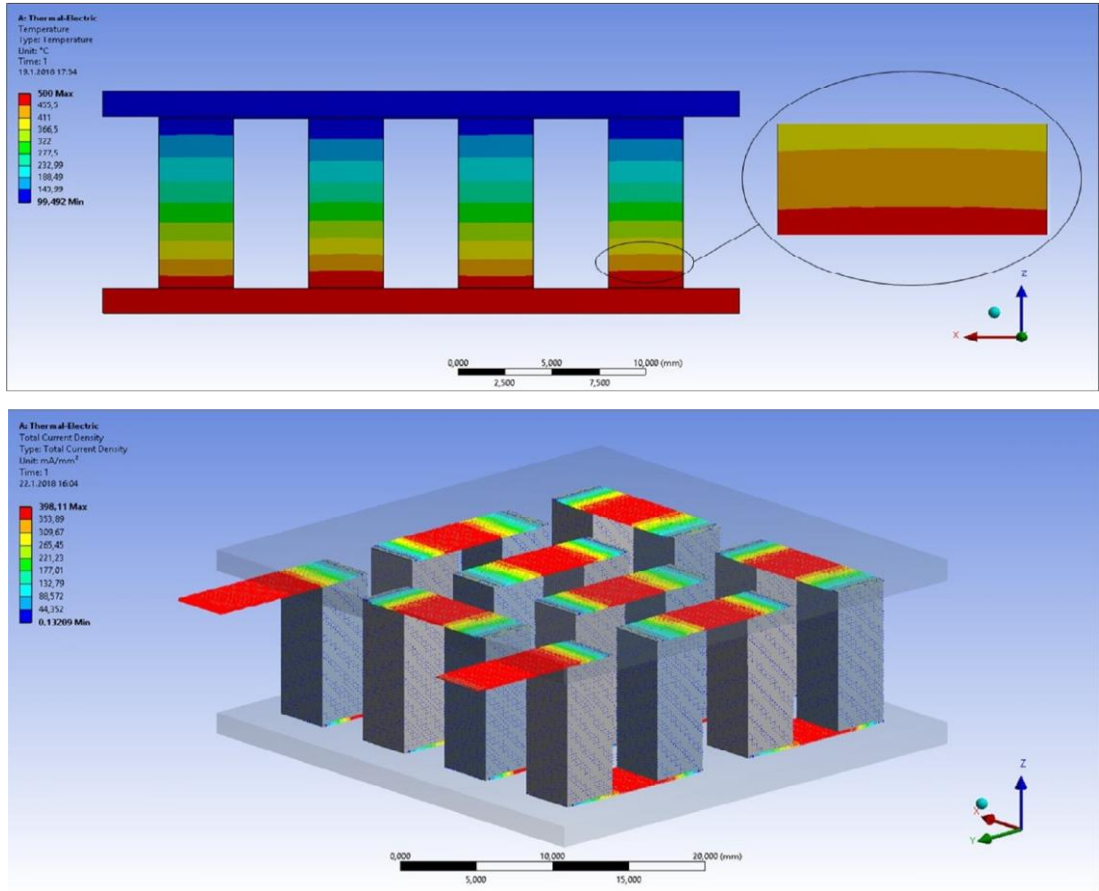 A: Thermal-Electric
Temperature
Type: Temperature
Unit: °C
Time: 1
19.1.2018 17:34
500 Max
455,5
411
366,5
322
277,5
232,99
188,49
143,99
99,492 Min
0,000 5,000 10,000 (mm)
2,500 7,500
Z
X
A: Thermal-Electric
Total Current Density
Type: Total Current Density
Unit: mA/mm²
Time: 1
22.1.2018 16:04
398,11 Max
353,89
309,67
265,45
221,23
177,01
132,79
88,572
44,352
0,13209 Min
0,000 10,000 20,000 (mm)
5,000 15,000
Z
X
Y